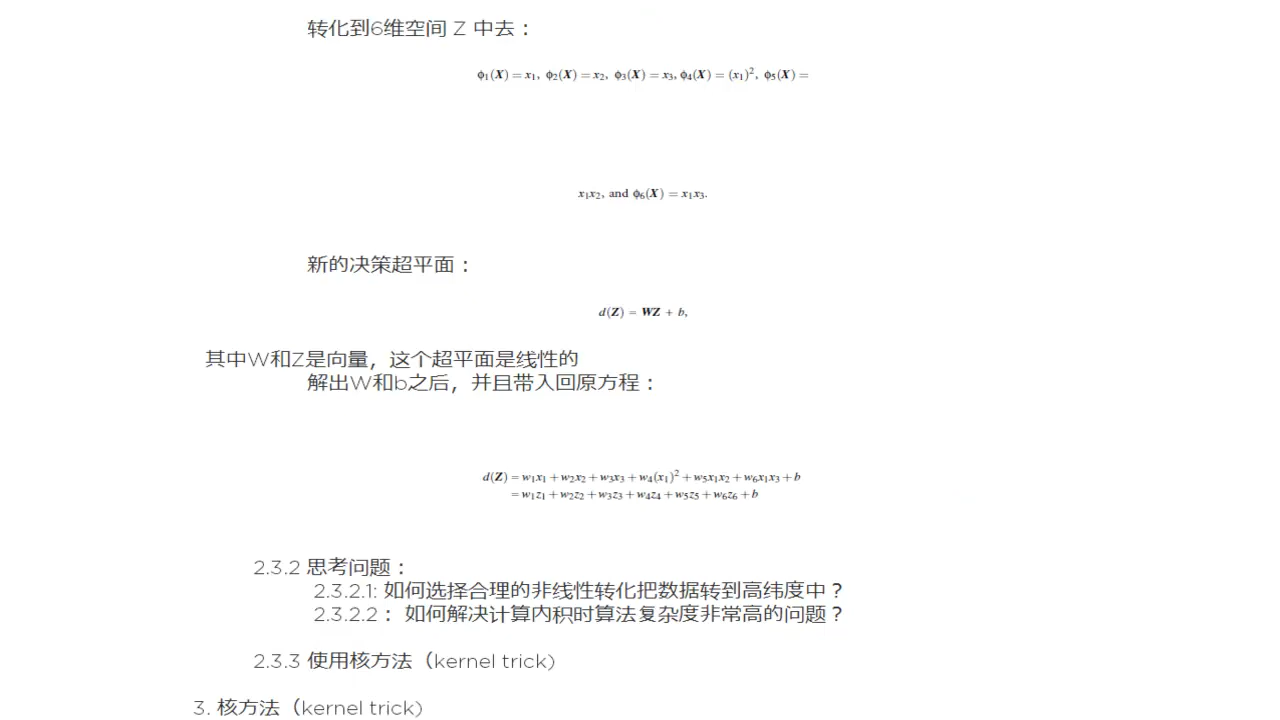 转化到6维空间 Z 中去：
ϕ₁(X) = x₁, ϕ₂(X) = x₂, ϕ₃(X) = x₃, ϕ₄(X) = (x₁)², ϕ₅(X) =
x₁x₂, and ϕ₆(X) = x₁x₃.
新的决策超平面：
d(Z) = WZ + b,
其中W和Z是向量，这个超平面是线性的
解出W和b之后，并且带入回原方程：
d(Z) = w₁x₁ + w₂x₂ + w₃x₃ + w₄(x₁)² + w₅x₁x₂ + w₆x₁x₃ + b
= w₁z₁ + w₂z₂ + w₃z₃ + w₄z₄ + w₅z₅ + w₆z₆ + b
2.3.2 思考问题：
2.3.2.1: 如何选择合理的非线性转化把数据转到高纬度中？
2.3.2.2： 如何解决计算内积时算法复杂度非常高的问题？
2.3.3 使用核方法（kernel trick)
3. 核方法（kernel trick)